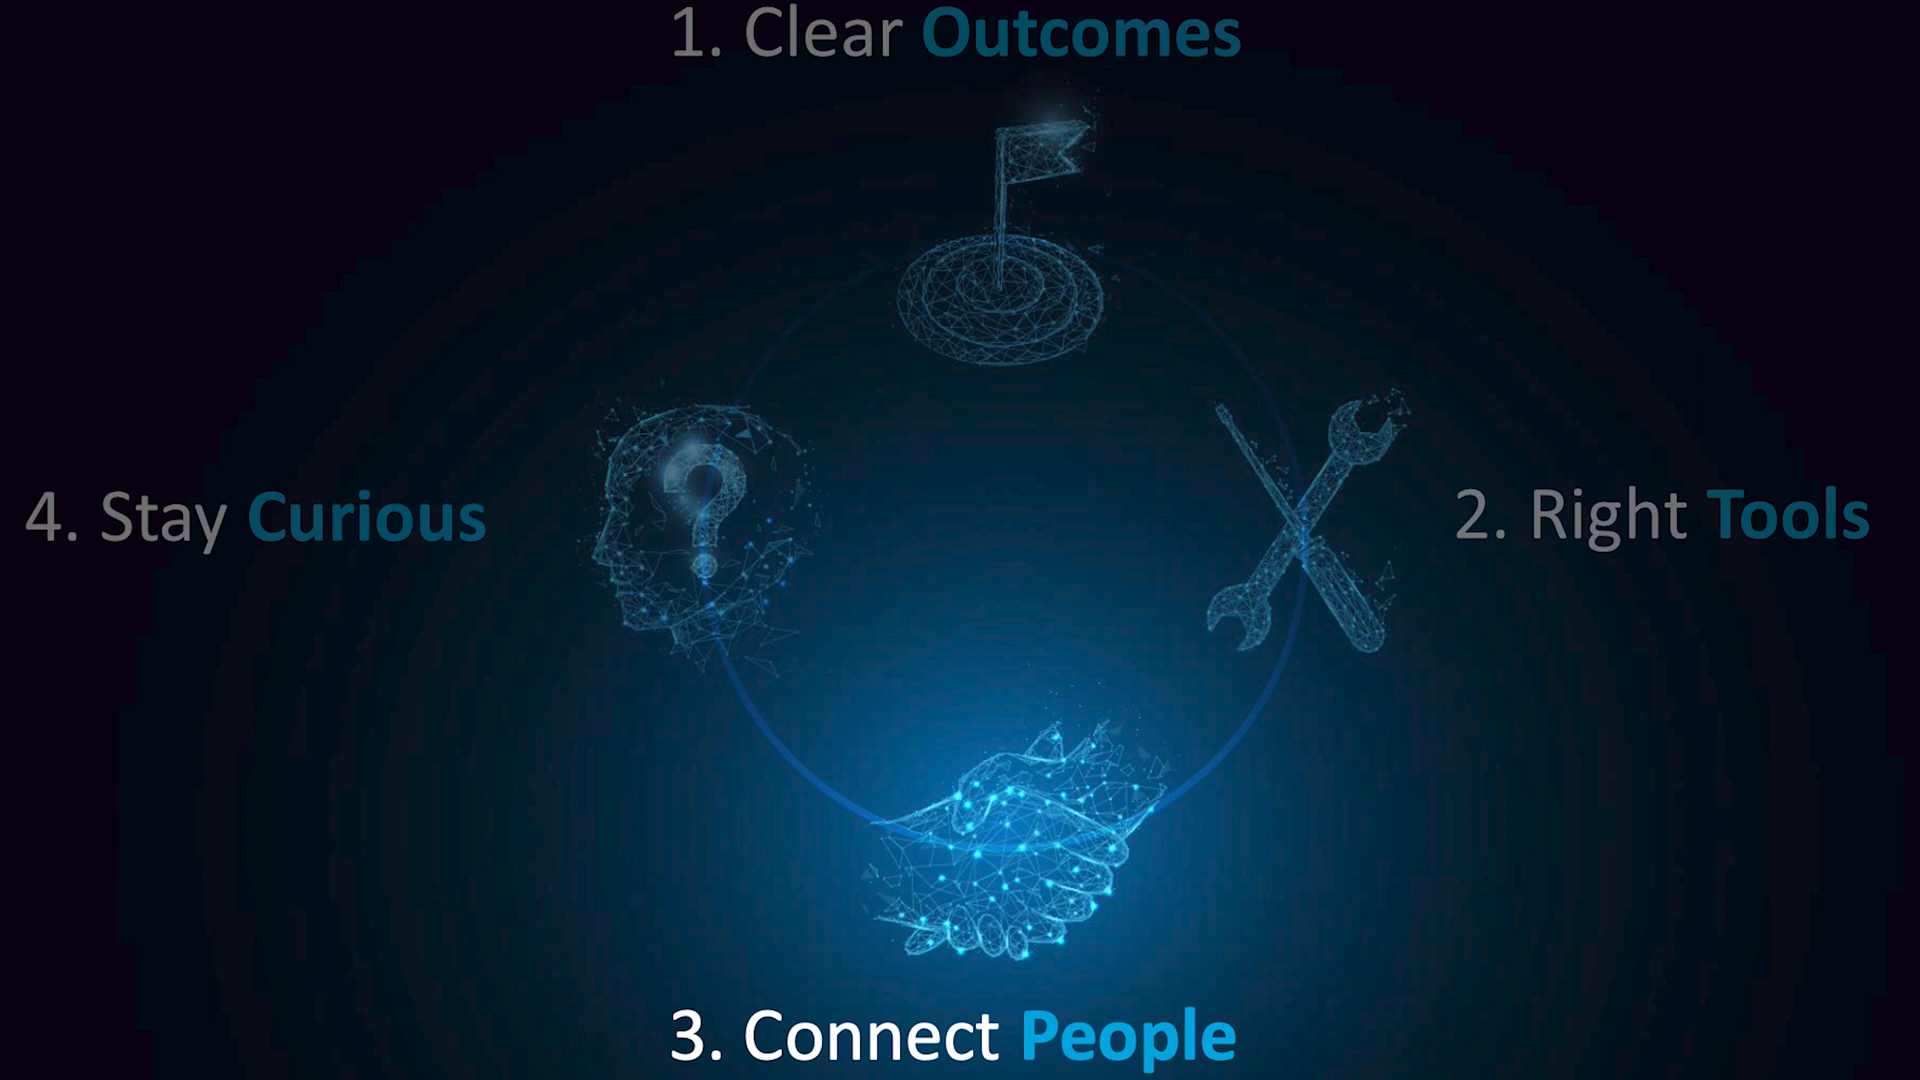 1. Clear Outcomes
4. Stay Curious
2. Right Tools
3. Connect People